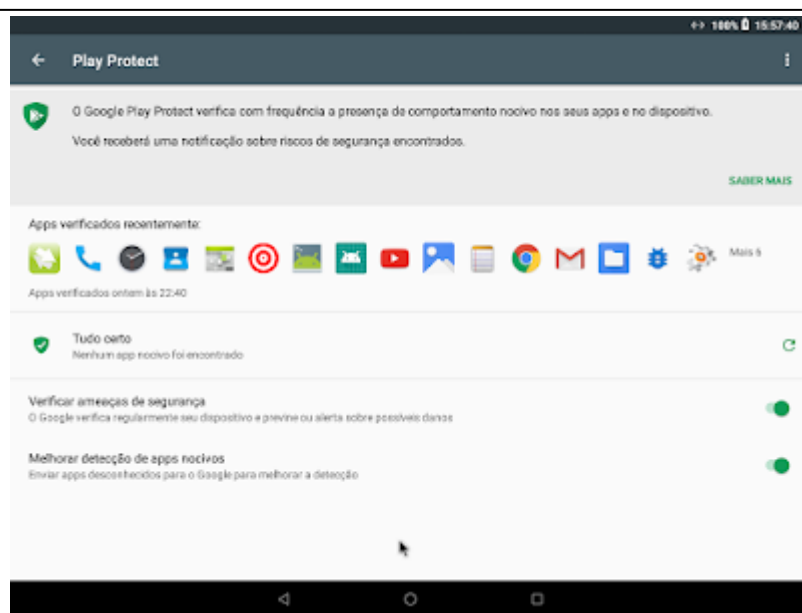 100% 15:57:40
Play Protect
O Google Play Protect verifica com frequência a presença de comportamento nocivo nos seus apps e no dispositivo.
Você receberá uma notificação sobre riscos de segurança encontrados.
SABER MAIS
Apps verificados recentemente:
Mais 6
Apps verificados ontem às 22:40
Tudo certo
Nenhum app nocivo foi encontrado
Verificar ameaças de segurança
O Google verifica regularmente seu dispositivo e previne ou alerta sobre possíveis danos
Melhorar detecção de apps nocivos
Enviar apps desconhecidos para o Google para melhorar a detecção